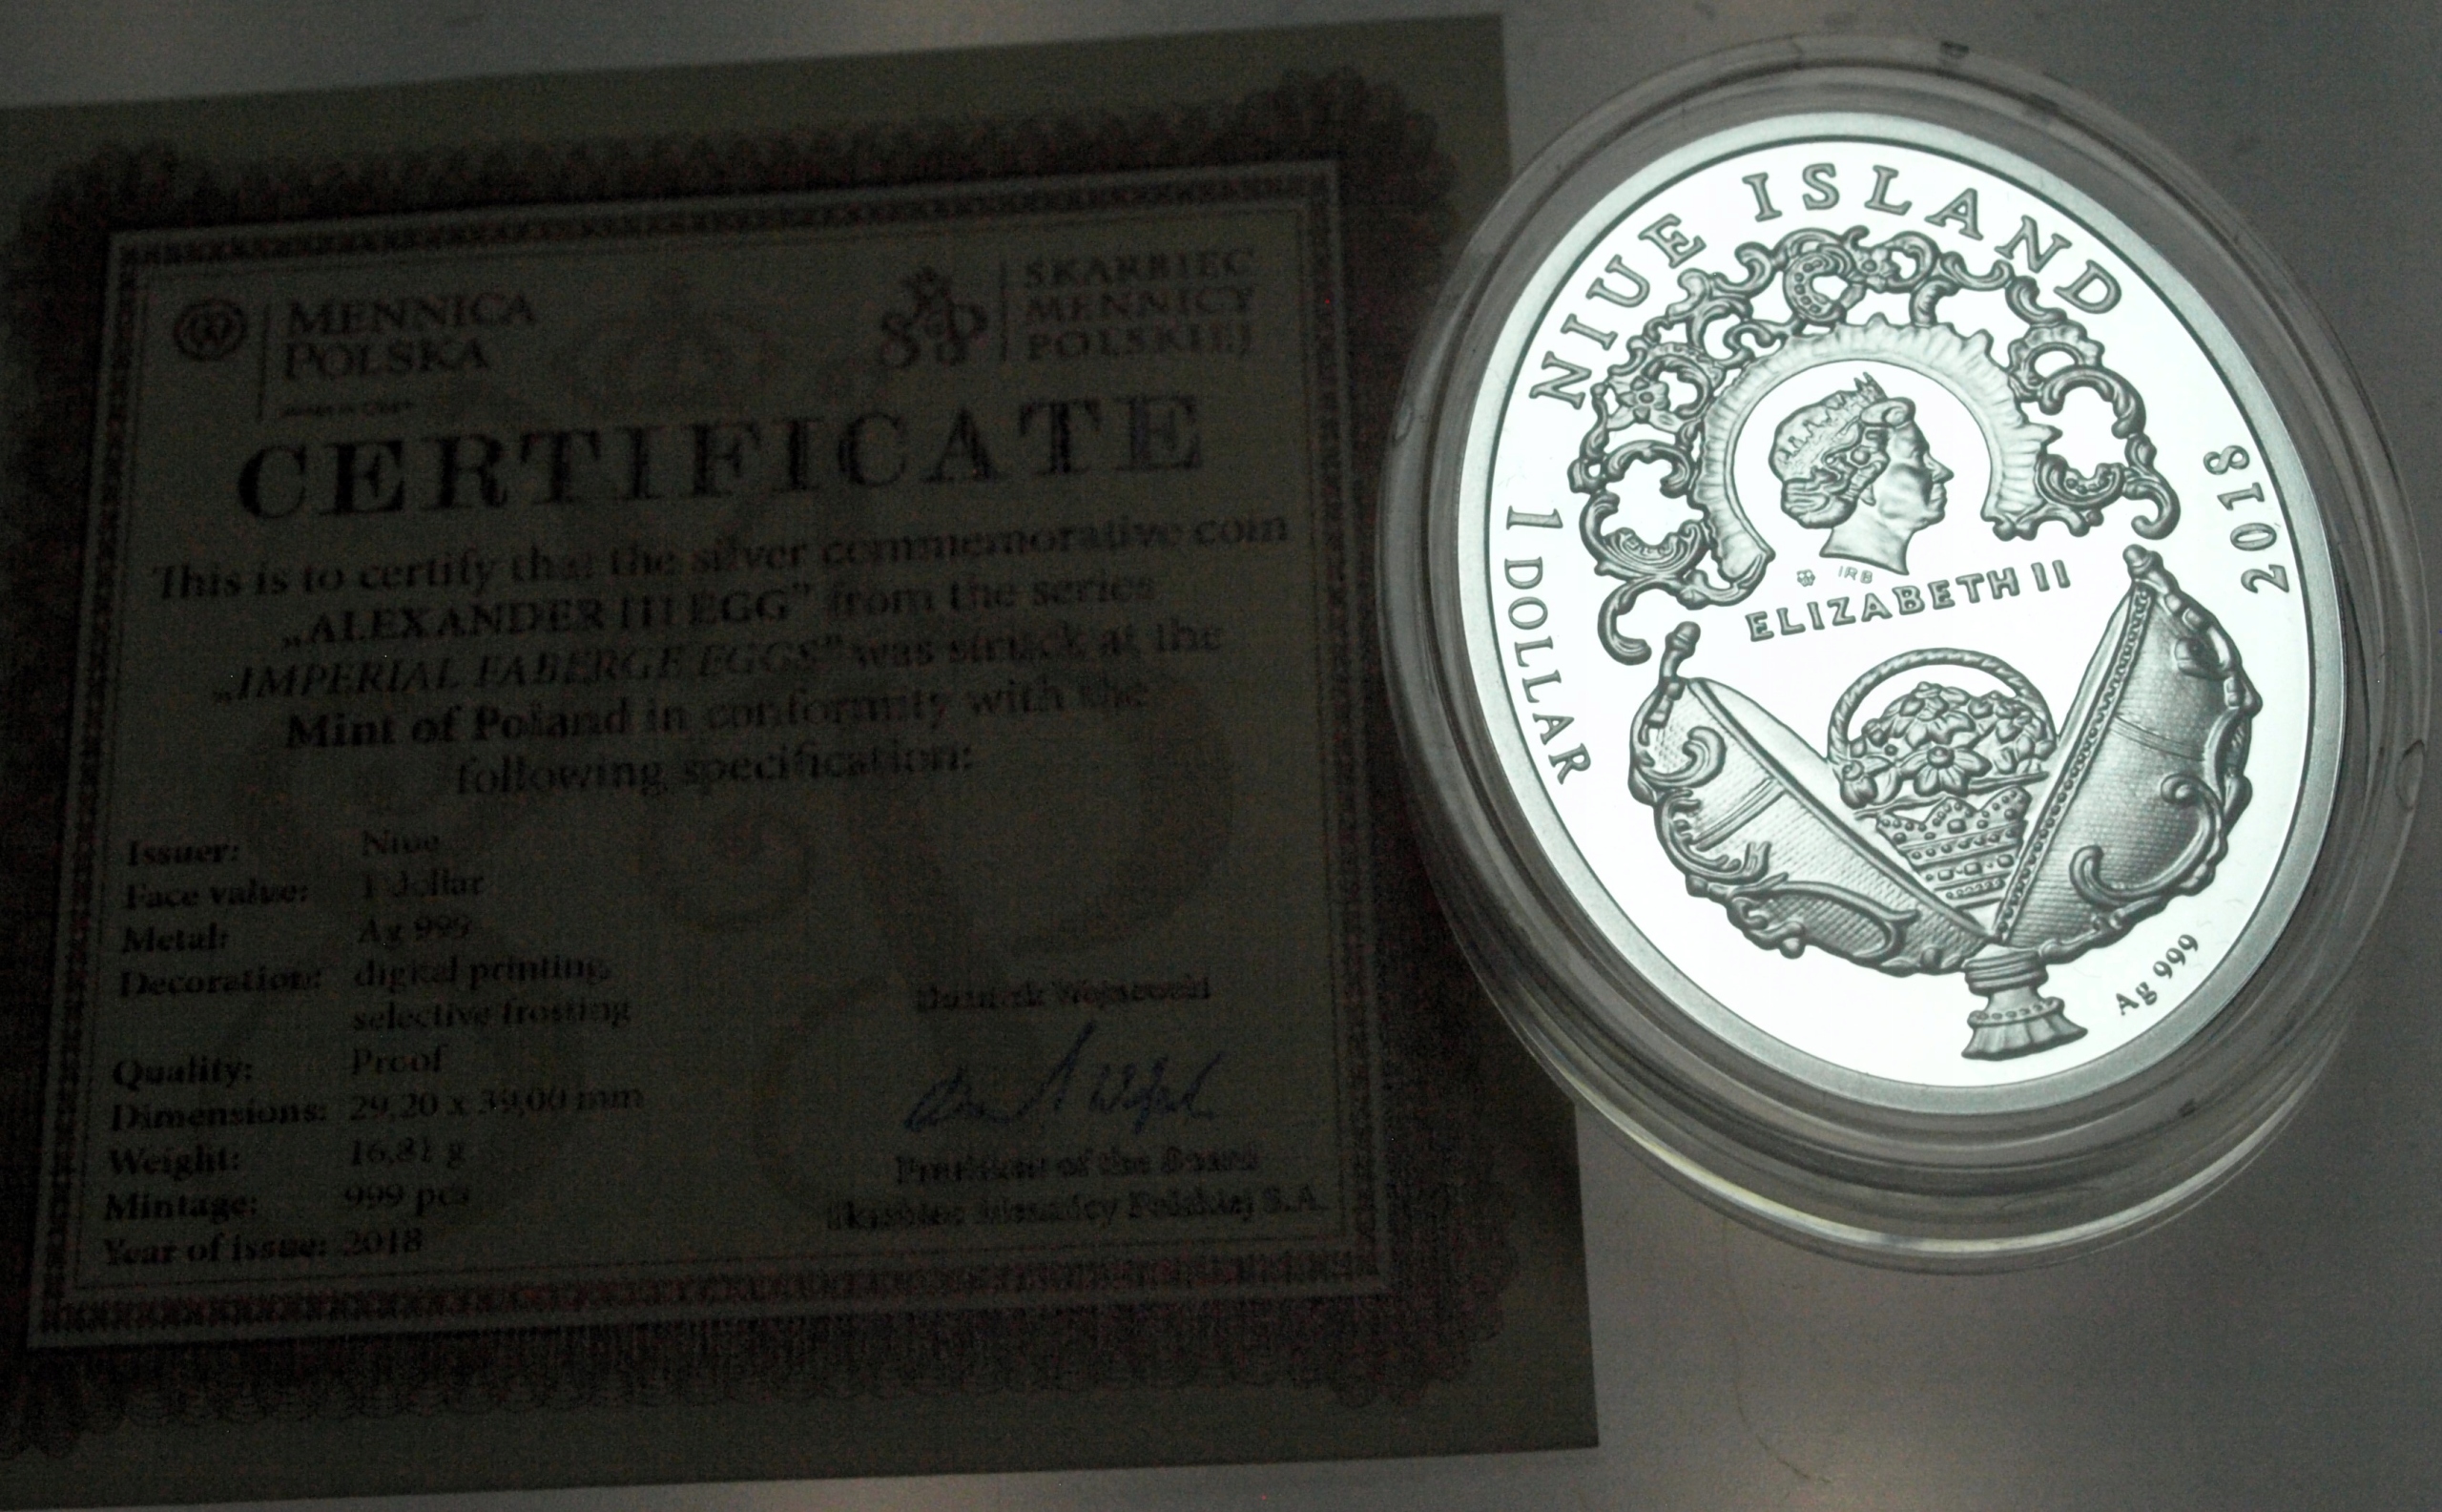 MENNICA
POLSKA
SKARBIEC
MENNICY
POLSKIEJ
CERTIFICATE
This is to certify that the silver commemorative coin
„ALEXANDER III EGG” from the series
„IMPERIAL FABERGE EGGS” was struck at the
Mint of Poland in conformity with the
following specification:
Issuer: Niue
Face value: 1 dollar
Metal: Ag 999
Decoration: digital printing,
selective frosting
Quality: Proof
Dimensions: 29,20 x 39,00 mm
Weight: 16,81 g
Mintage: 999 pcs
Year of issue: 2018
President of the Board
Skarbiec Mennicy Polskiej S.A.
NIUE ISLAND
2018
1 DOLLAR
IRB
ELIZABETH II
Ag 999